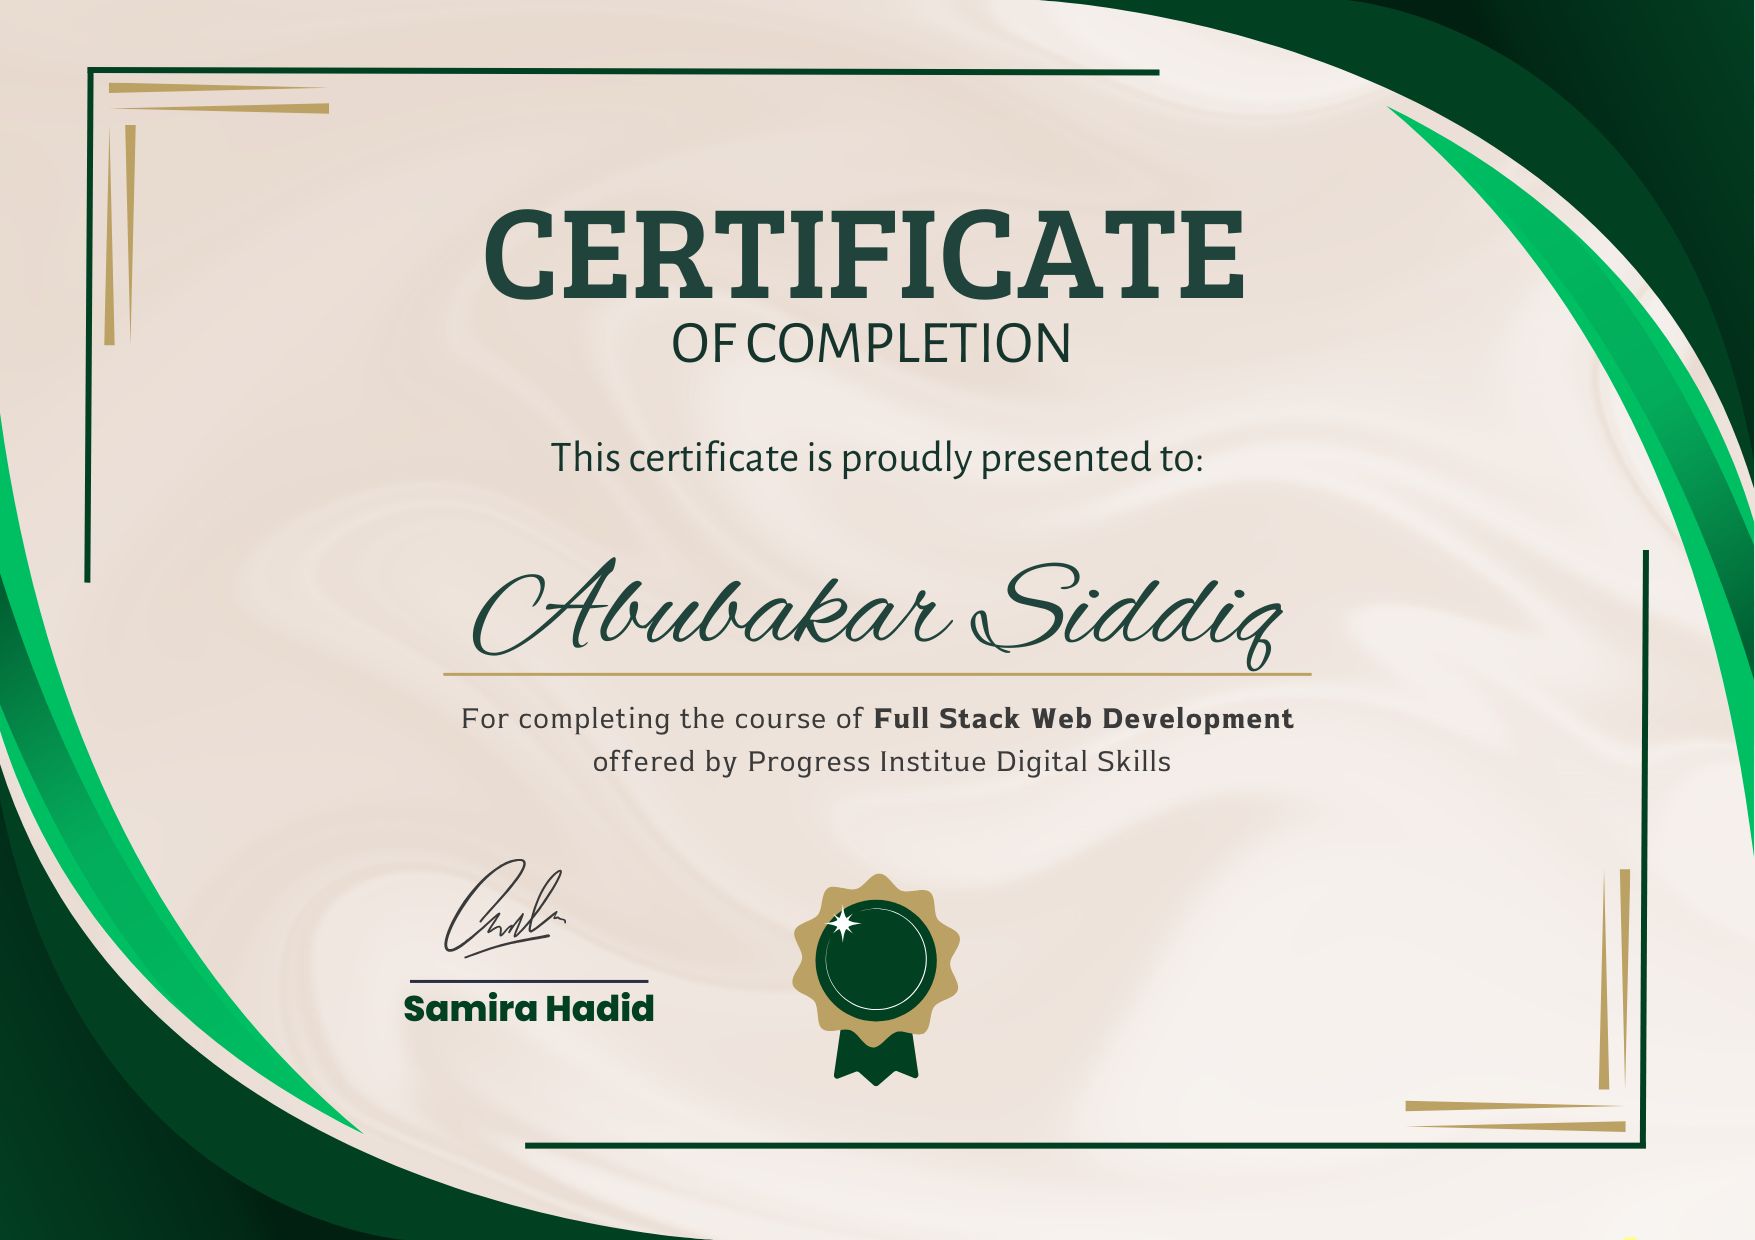 CERTIFICATE
OF COMPLETION
This certificate is proudly presented to:
Abubakar Siddiq
For completing the course of Full Stack Web Development
offered by Progress Institue Digital Skills
Samira Hadid